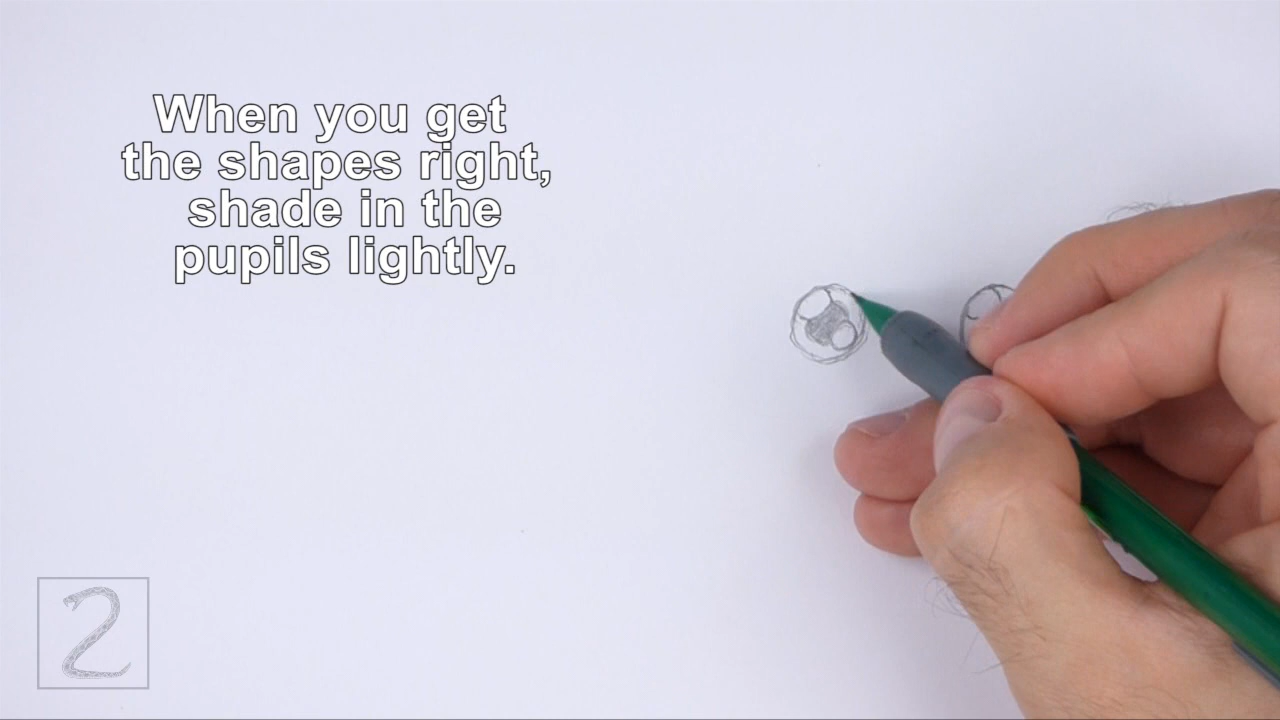 When you get
the shapes right,
shade in the
pupils lightly.
2